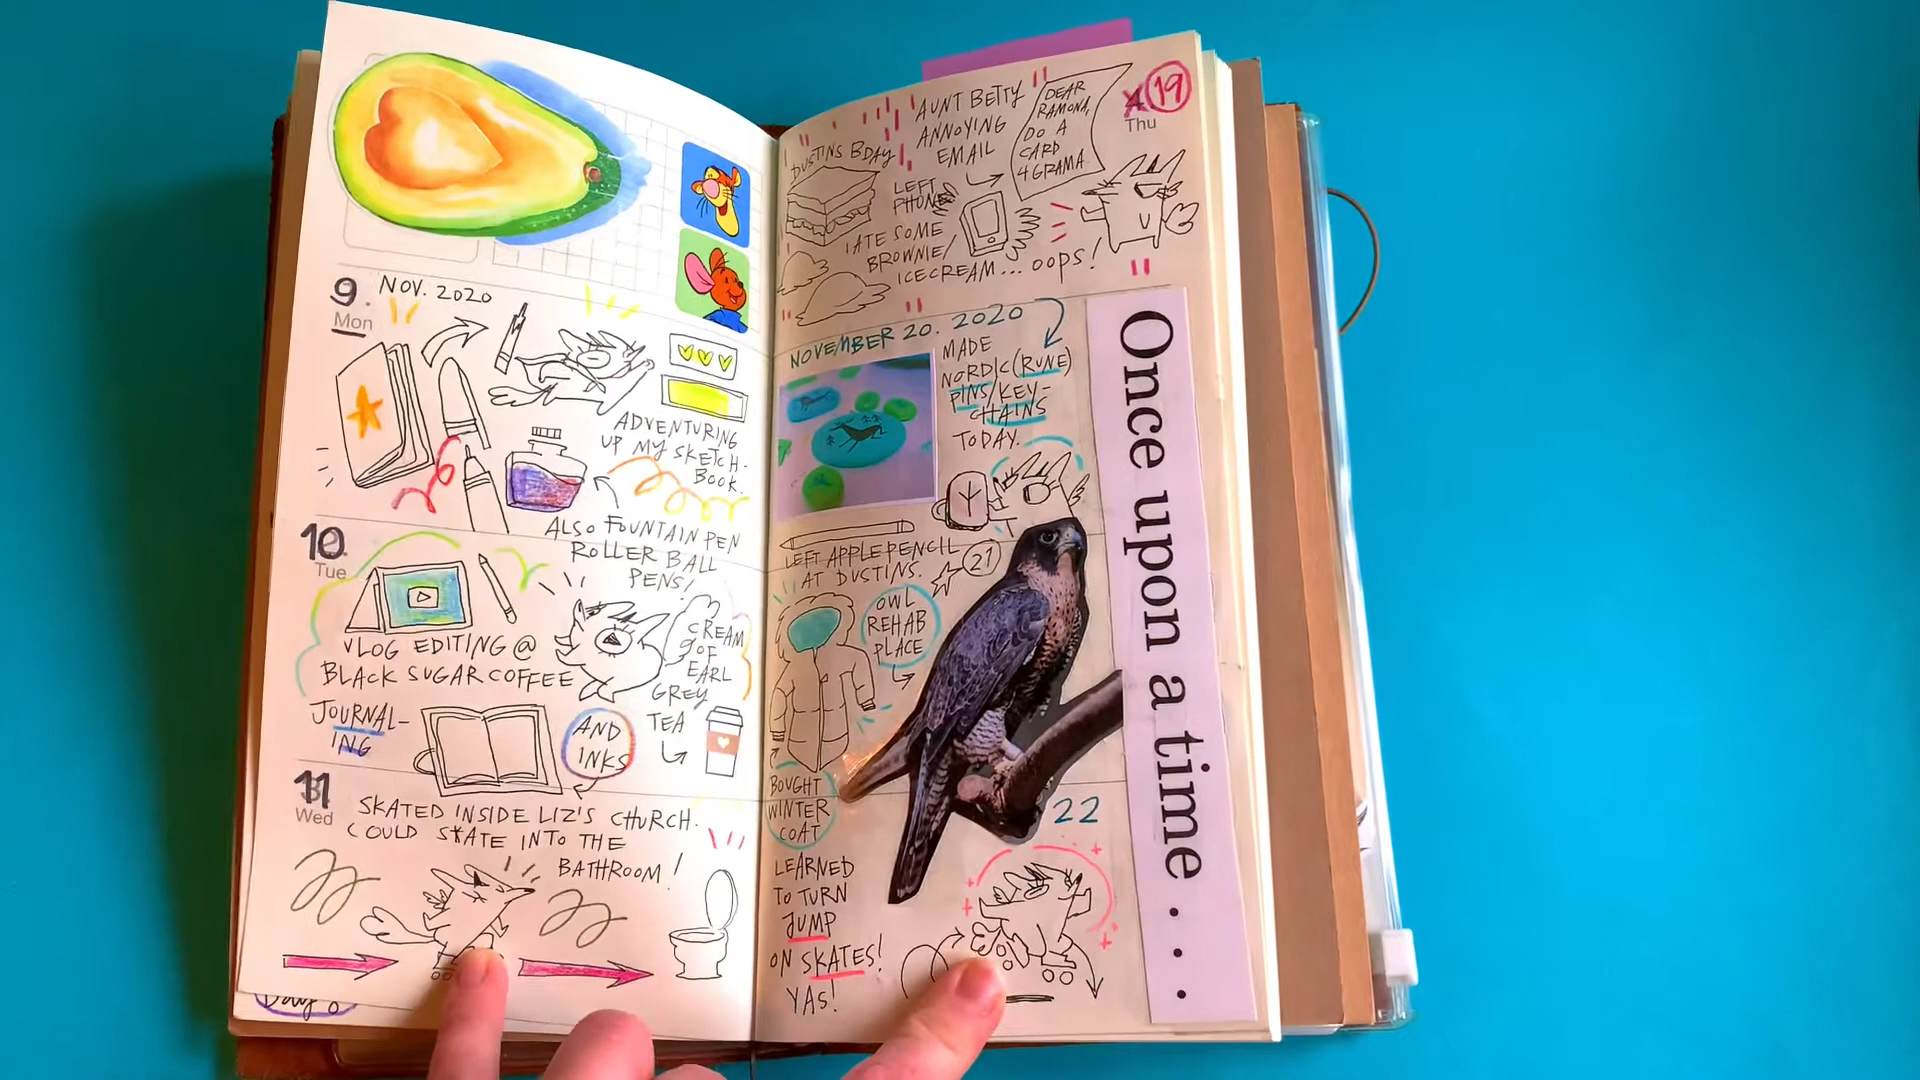 9. NOV. 2020
Mon
ADVENTURING
UP MY SKETCH-
BOOK.
ALSO FOUNTAIN PEN
ROLLER BALL
PENS!
10.
Tue
VLOG EDITING @
BLACK SUGAR COFFEE
CREAM
OF
EARL
GREY
TEA
JOURNAL-
ING
AND
INKS
11
Wed
SKATED INSIDE LIZ'S CHURCH.
COULD SKATE INTO THE
BATHROOM!
Day
19
Thu
DUSTINS BDAY
AUNT BETTY
ANNOYING
EMAIL
DEAR
RAMONA,
DO A
CARD
4 GRAMA
LEFT
PHONE
I ATE SOME
BROWNIE/
ICECREAM... OOPS!
NOVEMBER 20. 2020
MADE
NORDIC (RUNE)
PINS/KEY-
CHAINS
TODAY.
LEFT APPLE PENCIL
AT DUSTINS.
21
OWL
REHAB
PLACE
BOUGHT
WINTER
COAT
22
LEARNED
TO TURN
JUMP
ON SKATES!
YAS!
Once upon a time...